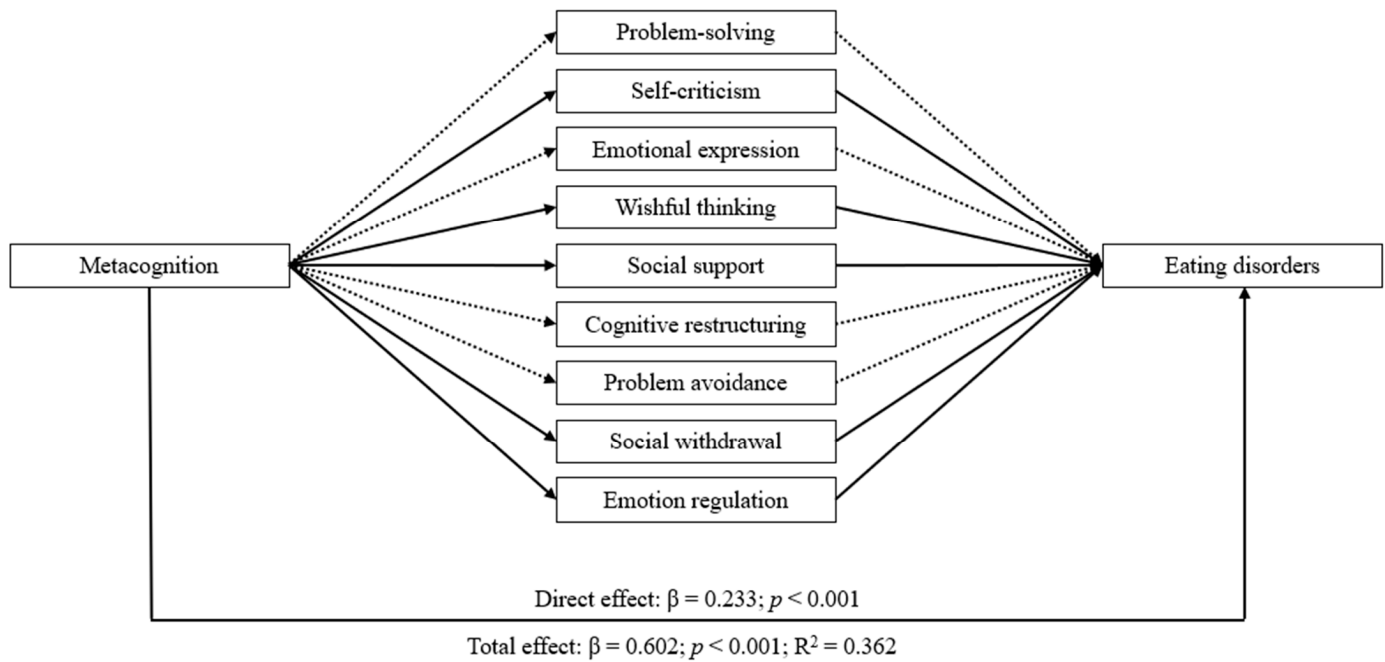 Problem-solving
Self-criticism
Emotional expression
Wishful thinking
Metacognition
Social support
Eating disorders
Cognitive restructuring
Problem avoidance
Social withdrawal
Emotion regulation
Direct effect: β = 0.233; p < 0.001
Total effect: β = 0.602; p < 0.001; R² = 0.362